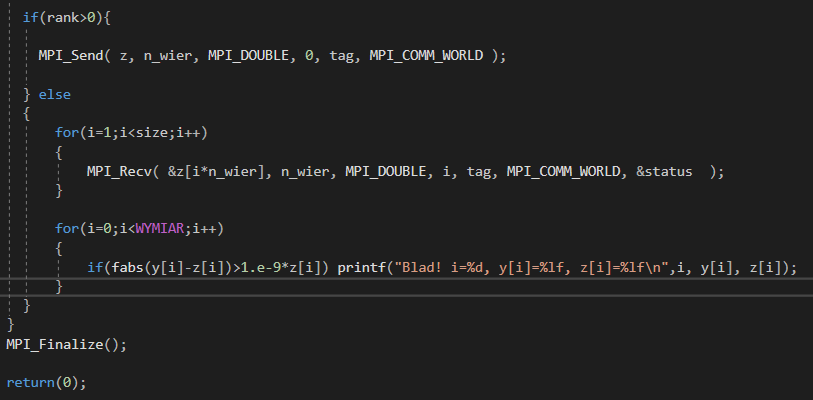 if(rank>0){
MPI_Send( z, n_wier, MPI_DOUBLE, 0, tag, MPI_COMM_WORLD );
} else
{
for(i=1;i<size;i++)
{
MPI_Recv( &z[i*n_wier], n_wier, MPI_DOUBLE, i, tag, MPI_COMM_WORLD, &status  );
}
for(i=0;i<WYMIAR;i++)
{
if(fabs(y[i]-z[i])>1.e-9*z[i]) printf("Blad! i=%d, y[i]=%lf, z[i]=%lf\n",i, y[i], z[i]);
}
}
}
MPI_Finalize();
return(0);